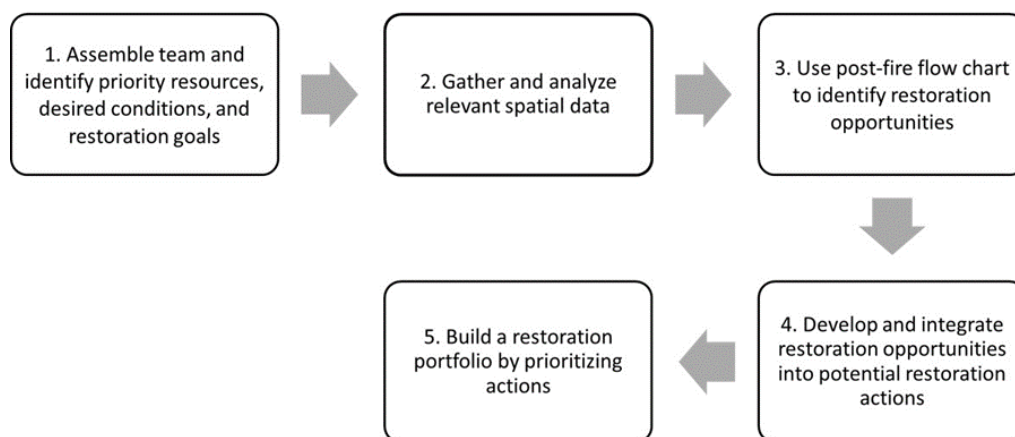 1. Assemble team and
identify priority resources,
desired conditions, and
restoration goals
2. Gather and analyze
relevant spatial data
3. Use post-fire flow chart
to identify restoration
opportunities
4. Develop and integrate
restoration opportunities
into potential restoration
actions
5. Build a restoration
portfolio by prioritizing
actions